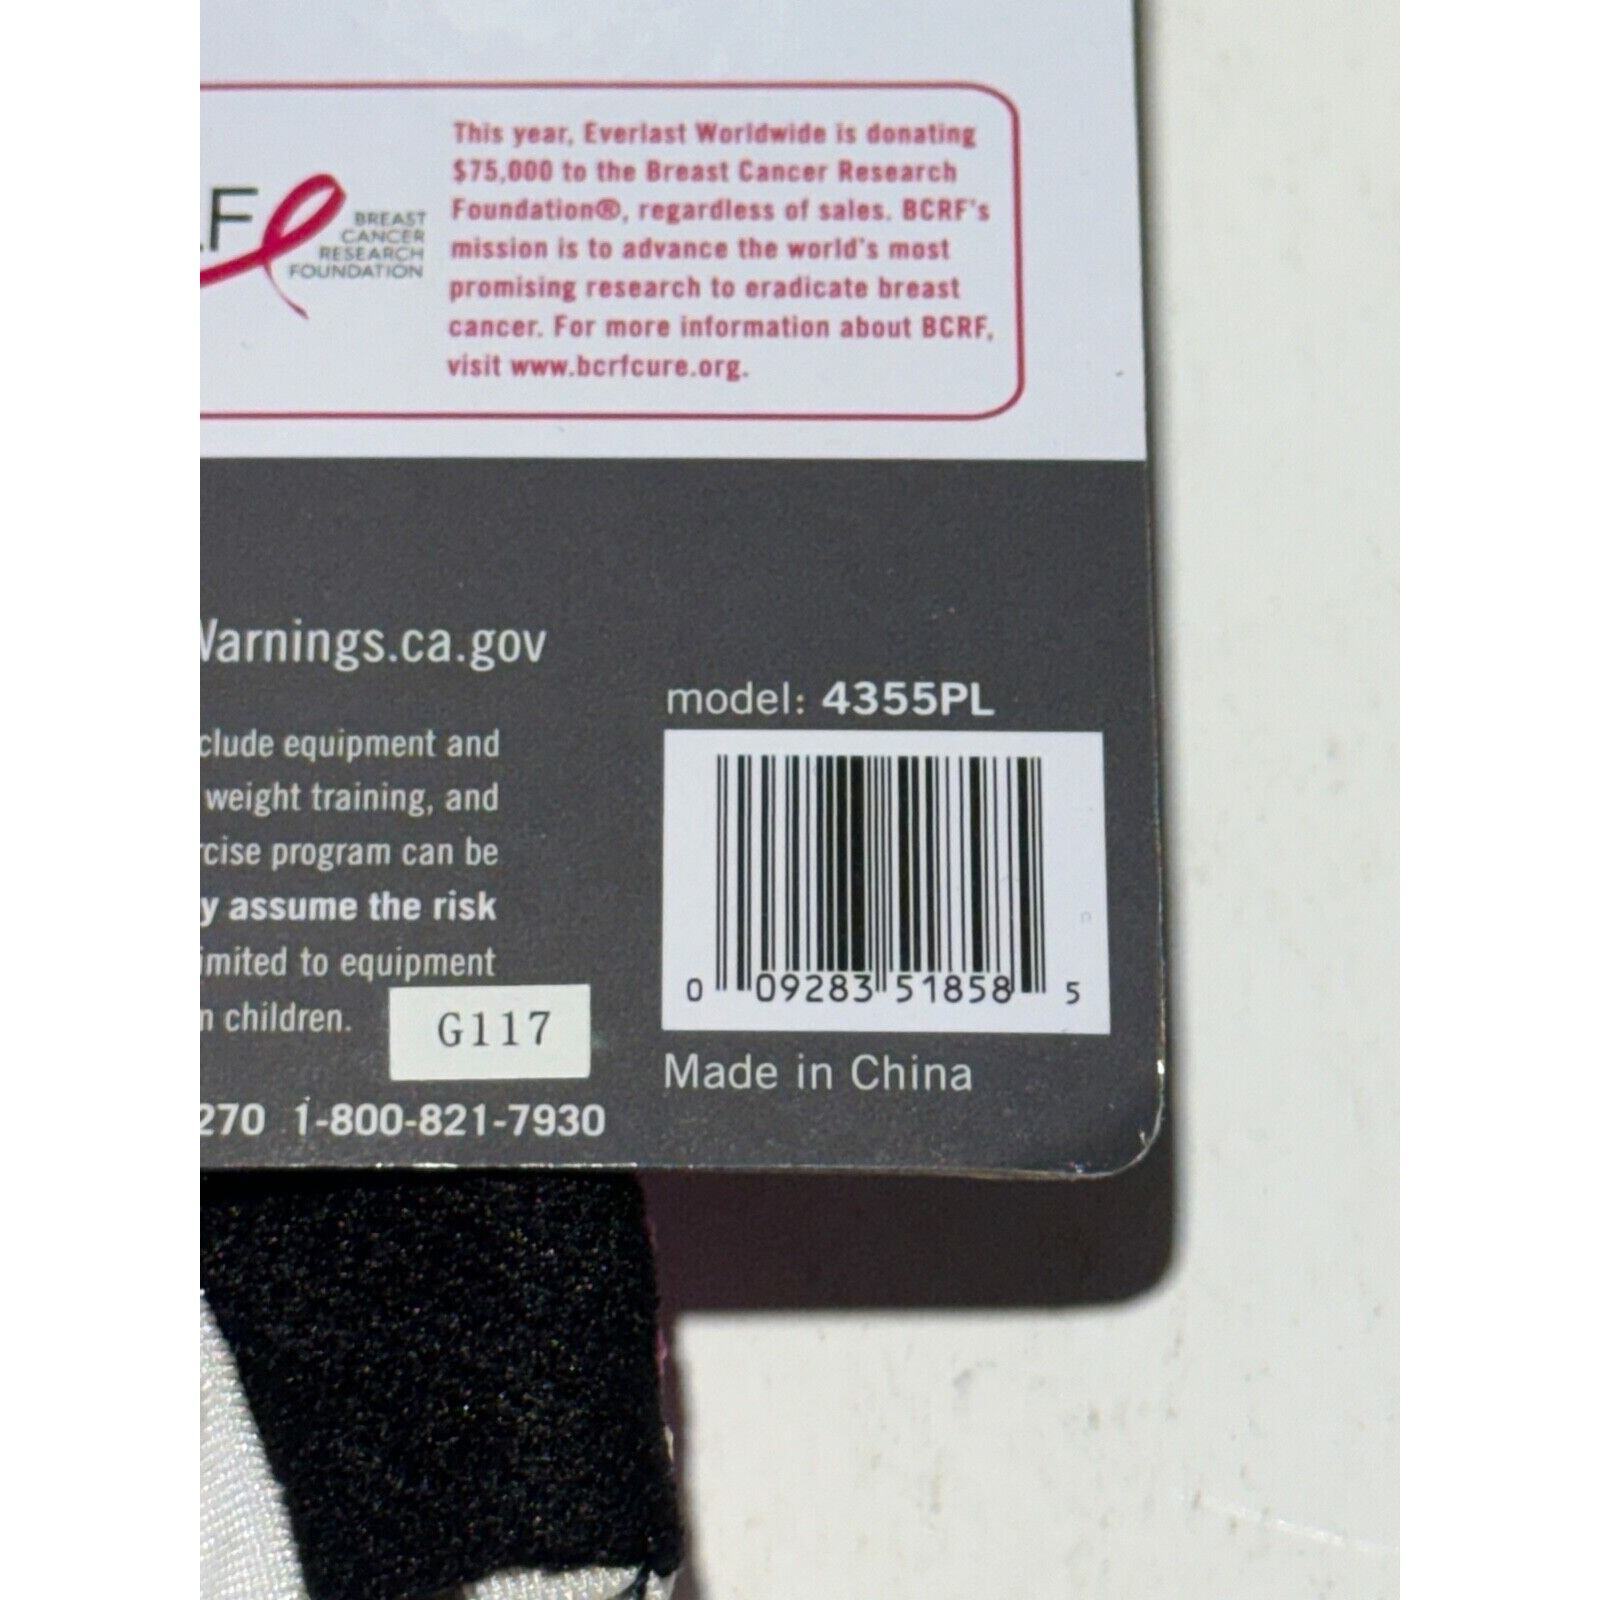 This year, Everlast Worldwide is donating
$75,000 to the Breast Cancer Research
Foundation®, regardless of sales. BCRF's
mission is to advance the world's most
promising research to eradicate breast
cancer. For more information about BCRF,
visit www.bcrfcure.org.
RF
BREAST
CANCER
RESEARCH
FOUNDATION
Warnings.ca.gov
clude equipment and
weight training, and
rcise program can be
y assume the risk
imited to equipment
n children.
G117
270 1-800-821-7930
model: 4355PL
0 09283 51858 5
Made in China